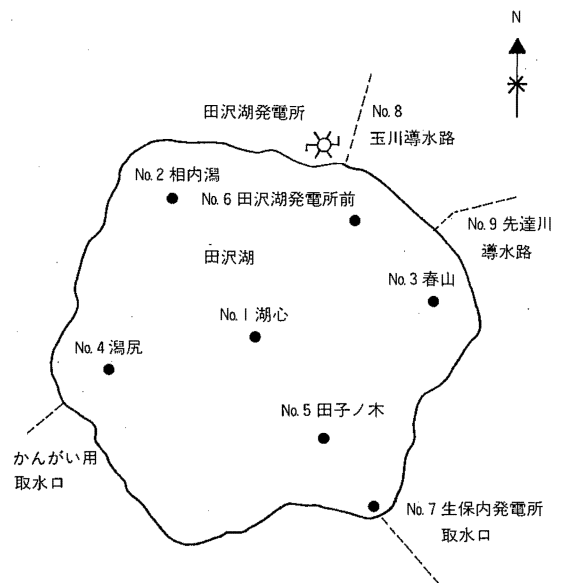 N
田沢湖発電所
No. 8
玉川導水路
No. 2 相内潟
No. 6 田沢湖発電所前
No. 9 先達川
導水路
田沢湖
No. 3 春山
No. 1 湖心
No. 4 潟尻
No. 5 田子ノ木
かんがい用
取水口
No. 7 生保内発電所
取水口